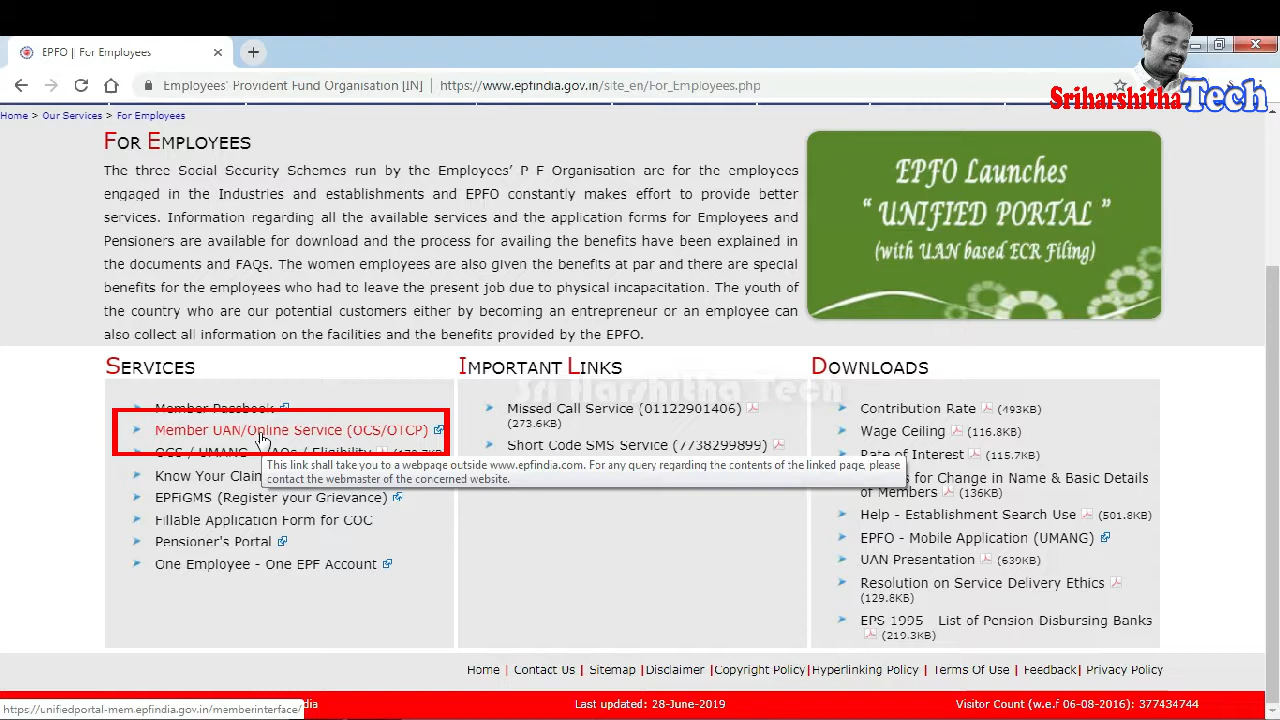 EPFO | For Employees
Employees' Provident Fund Organisation [IN] | https://www.epfindia.gov.in/site_en/For_Employees.php
SriharshithaTech
Home > Our Services > For Employees
FOR EMPLOYEES
The three Social Security Schemes run by the Employees' P F Organisation are for the employees
engaged in the Industries and establishments and EPFO constantly makes effort to provide better
services. Information regarding all the available services and the application forms for Employees and
Pensioners are available for download and the process for availing the benefits have been explained in
the documents and FAQs. The women employees are also given the benefits at par and there are special
benefits for the employees who had to leave the present job due to physical incapacitation. The youth of
the country who are our potential customers either by becoming an entrepreneur or an employee can
also collect all information on the facilities and the benefits provided by the EPFO.
EPFO Launches
" UNIFIED PORTAL "
(with UAN based ECR Filing)
SERVICES
Member Passbook
Member UAN/Online Service (OCS/OTCP)
OCS / UMANG FAQs / Eligibility
Know Your Claim
EPFiGMS (Register your Grievance)
Fillable Application Form for COC
Pensioner's Portal
One Employee - One EPF Account
This link shall take you to a webpage outside www.epfindia.com. For any query regarding the contents of the linked page, please
contact the webmaster of the concerned website.
IMPORTANT LINKS
Sri Harshitha Tech
Missed Call Service (01122901406)
(273.6KB)
Short Code SMS Service (7738299899)
DOWNLOADS
Contribution Rate (493KB)
Wage Ceiling (116.8KB)
Rate of Interest (115.7KB)
for Change in Name & Basic Details
of Members (136KB)
Help - Establishment Search Use (501.8KB)
EPFO - Mobile Application (UMANG)
UAN Presentation (639KB)
Resolution on Service Delivery Ethics
(129.8KB)
EPS 1995 - List of Pension Disbursing Banks
(219.3KB)
Home | Contact Us | Sitemap |Disclaimer |Copyright Policy|Hyperlinking Policy | Terms Of Use | Feedback| Privacy Policy
https://unifiedportal-mem.epfindia.gov.in/memberinterface/
dia
Last updated: 28-June-2019
Visitor Count (w.e.f 06-08-2016): 377434744